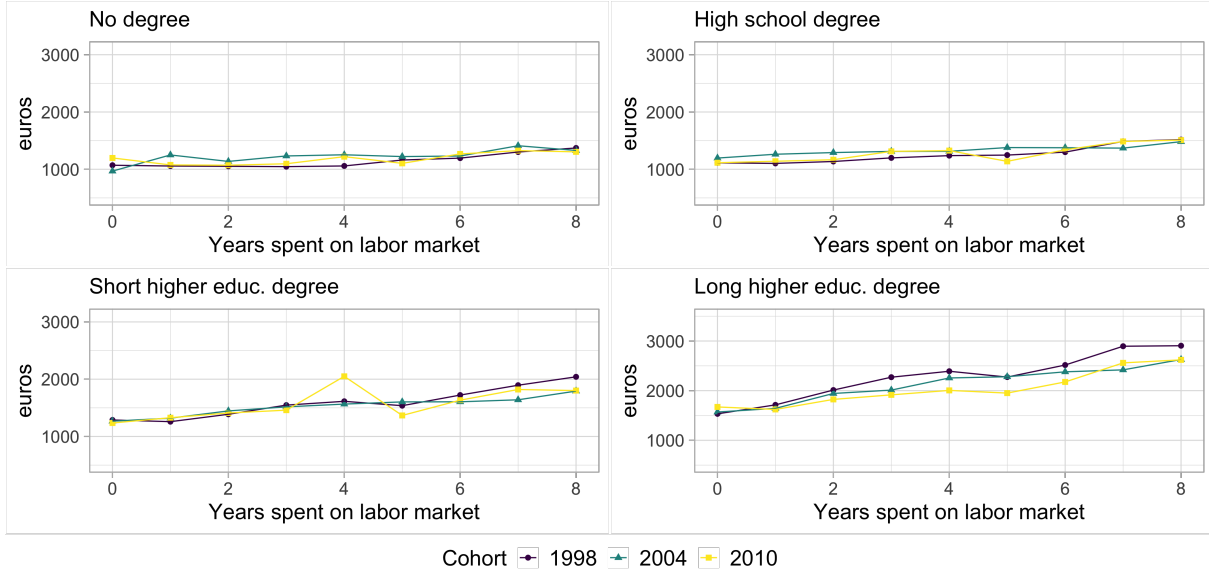 No degree
3000
2000
1000
euros
0 2 4 6 8
Years spent on labor market
High school degree
3000
2000
1000
euros
0 2 4 6 8
Years spent on labor market
Short higher educ. degree
3000
2000
1000
euros
0 2 4 6 8
Years spent on labor market
Long higher educ. degree
3000
2000
1000
euros
0 2 4 6 8
Years spent on labor market
Cohort 1998 2004 2010